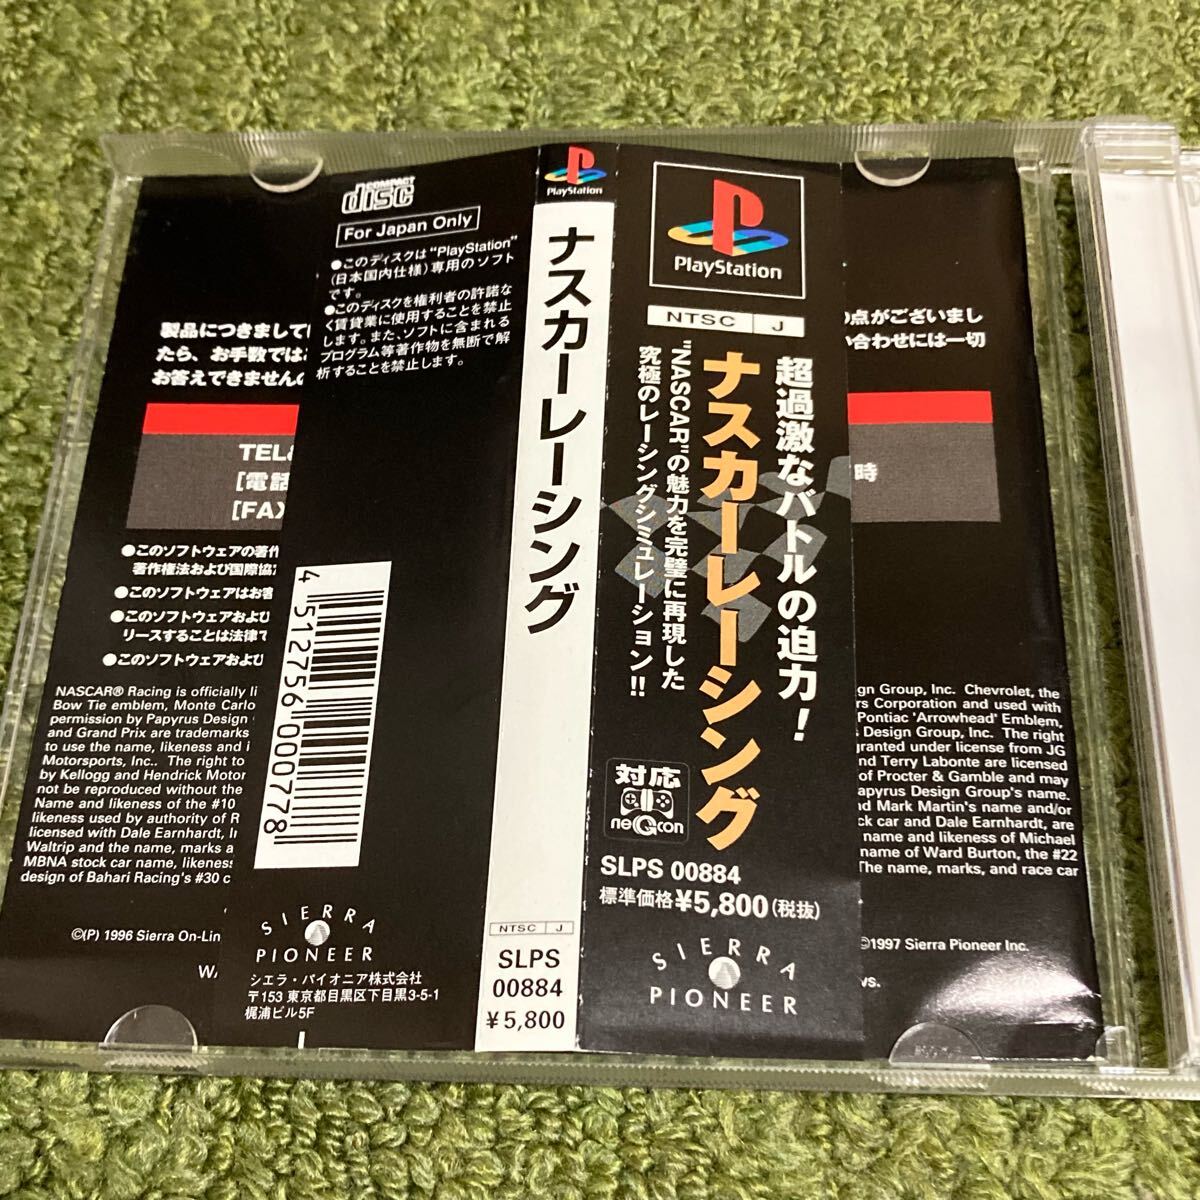 製品につきまして
たら、お手数では
お答えできませんの
TEL&
[電話
[FAX
●このソフトウェアの著作
著作権法および国際協
●このソフトウェアはお客
●このソフトウェアおよび
リースすることは法律で
●このソフトウェアおよび
NASCAR® Racing is officially li
Bow Tie emblem, Monte Carlo
permission by Papyrus Design
and Grand Prix are trademarks
to use the name, likeness and i
Motorsports, Inc.. The right to
by Kellogg and Hendrick Motor
not be reproduced without the
Name and likeness of the #10
likeness used by authority of R
licensed with Dale Earnhardt, I
Waltrip and the name, marks a
MBNA stock car name, likeness
design of Bahari Racing's #30 c
©(P) 1996 Sierra On-Lin
COMPACT disc
For Japan Only
●このディスクは“PlayStation”
(日本国内仕様)専用のソフト
です。
●このディスクを権利者の許諾な
く賃貸業に使用することを禁止
します。また、ソフトに含まれる
プログラム等著作物を無断で解
析することを禁止します。
4 512756 000778
SIERRA
PIONEER
シエラ・パイオニア株式会社
〒153 東京都目黒区下目黒3-5-1
梶浦ビル5F
PlayStation
ナスカーレーシング
NTSC J
SLPS
00884
¥5,800
PlayStation
NTSC J
超過激なバトルの迫力!
ナスカーレーシング
"NASCAR"の魅力を完璧に再現した
究極のレーシングシミュレーション!!
対応
neGcon
SLPS 00884
標準価格¥5,800(税抜)
SIERRA
PIONEER
の点がございまし
い合わせには一切
時
gn Group, Inc. Chevrolet, the
rs Corporation and used with
Pontiac 'Arrowhead' Emblem,
s Design Group, Inc. The right
granted under license from JG
nd Terry Labonte are licensed
of Procter & Gamble and may
apyrus Design Group's name.
d Mark Martin's name and/or
ck car and Dale Earnhardt, are
name and likeness of Michael
name of Ward Burton, the #22
The name, marks, and race car
©1997 Sierra Pioneer Inc.
ws.